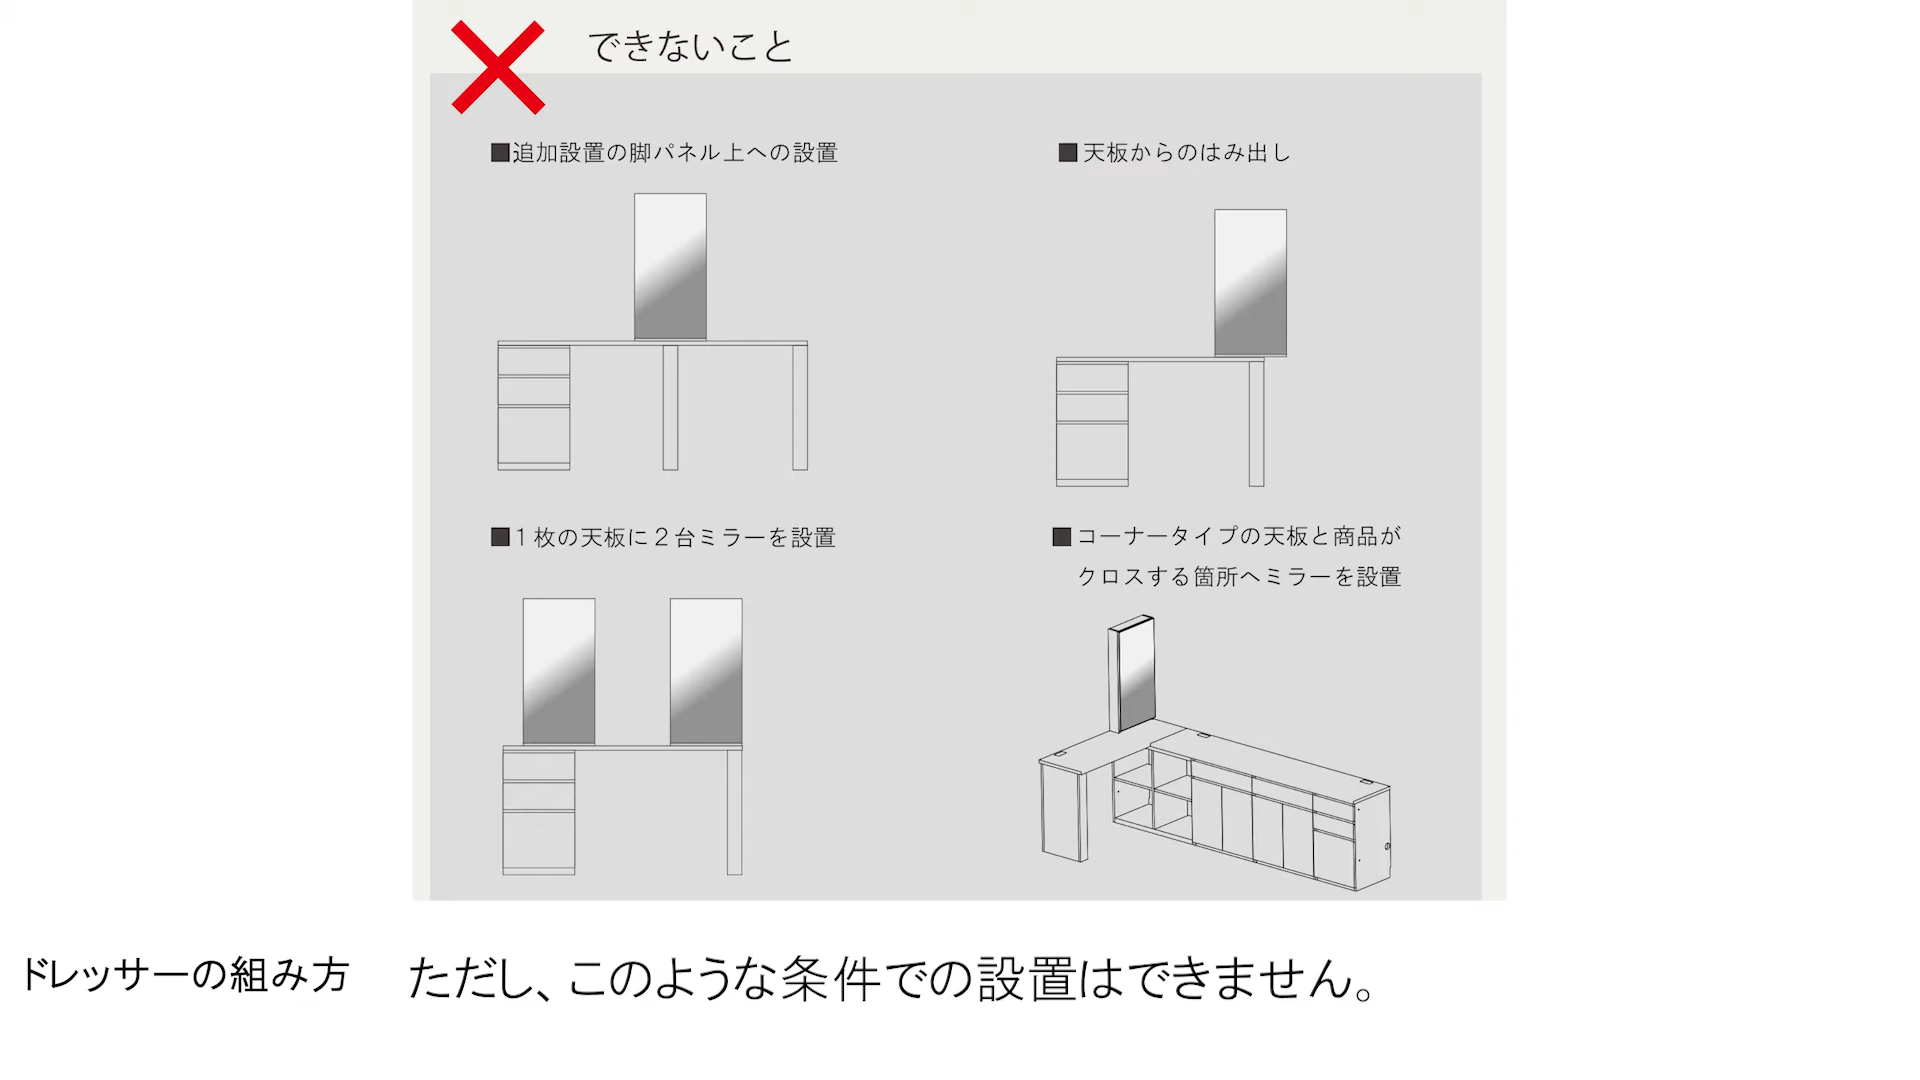 できないこと
■追加設置の脚パネル上への設置
■天板からのはみ出し
■１枚の天板に２台ミラーを設置
■コーナータイプの天板と商品が
クロスする箇所へミラーを設置
ドレッサーの組み方
ただし、このような条件での設置はできません。